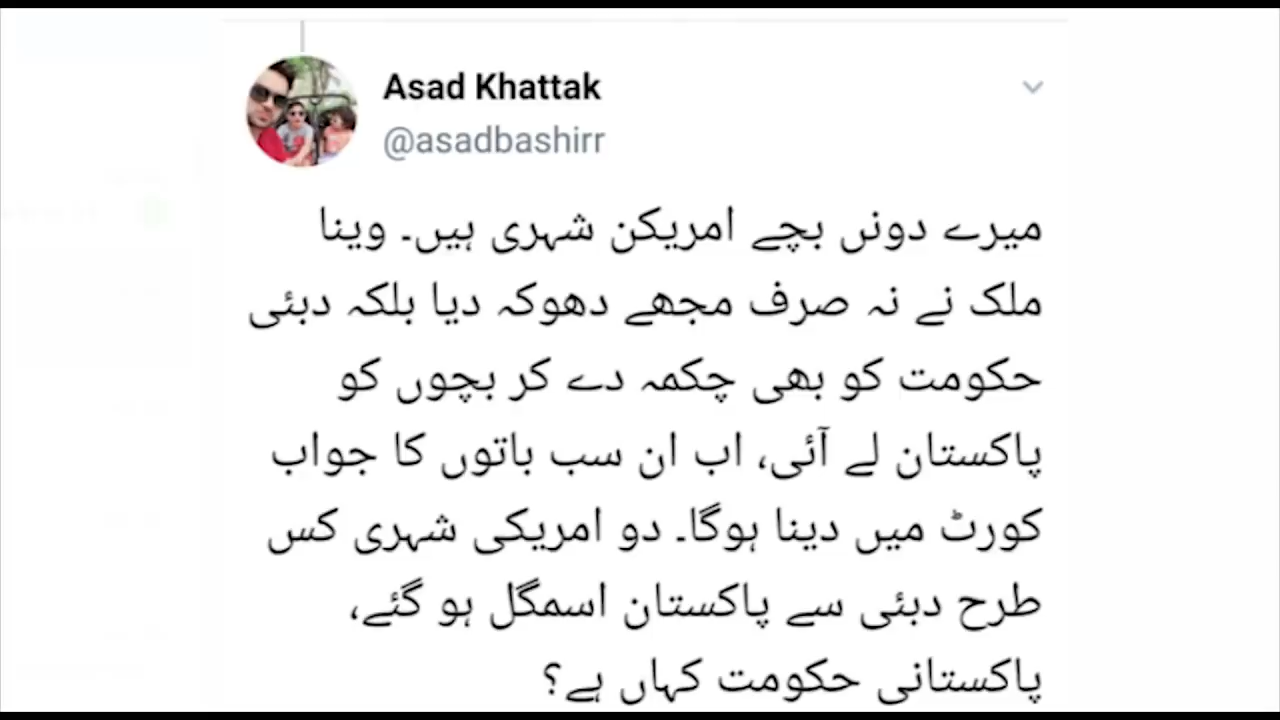 Asad Khattak
@asadbashirr
میرے دونں بچے امریکن شہری ہیں۔ وینا
ملک نے نہ صرف مجھے دھوکہ دیا بلکہ دبئی
حکومت کو بھی چکمہ دے کر بچوں کو
پاکستان لے آئی، اب ان سب باتوں کا جواب
کورٹ میں دینا ہوگا۔ دو امریکی شہری کس
طرح دبئی سے پاکستان اسمگل ہو گئے،
پاکستانی حکومت کہاں ہے؟